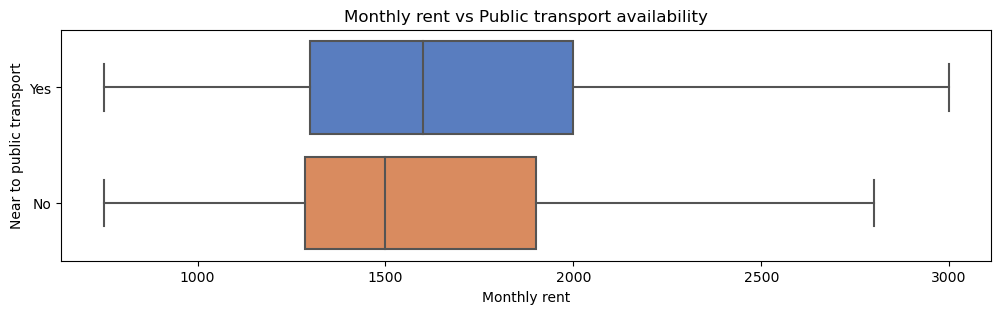 Monthly rent vs Public transport availability
Near to public transport
Yes
No
1000 1500 2000 2500 3000
Monthly rent